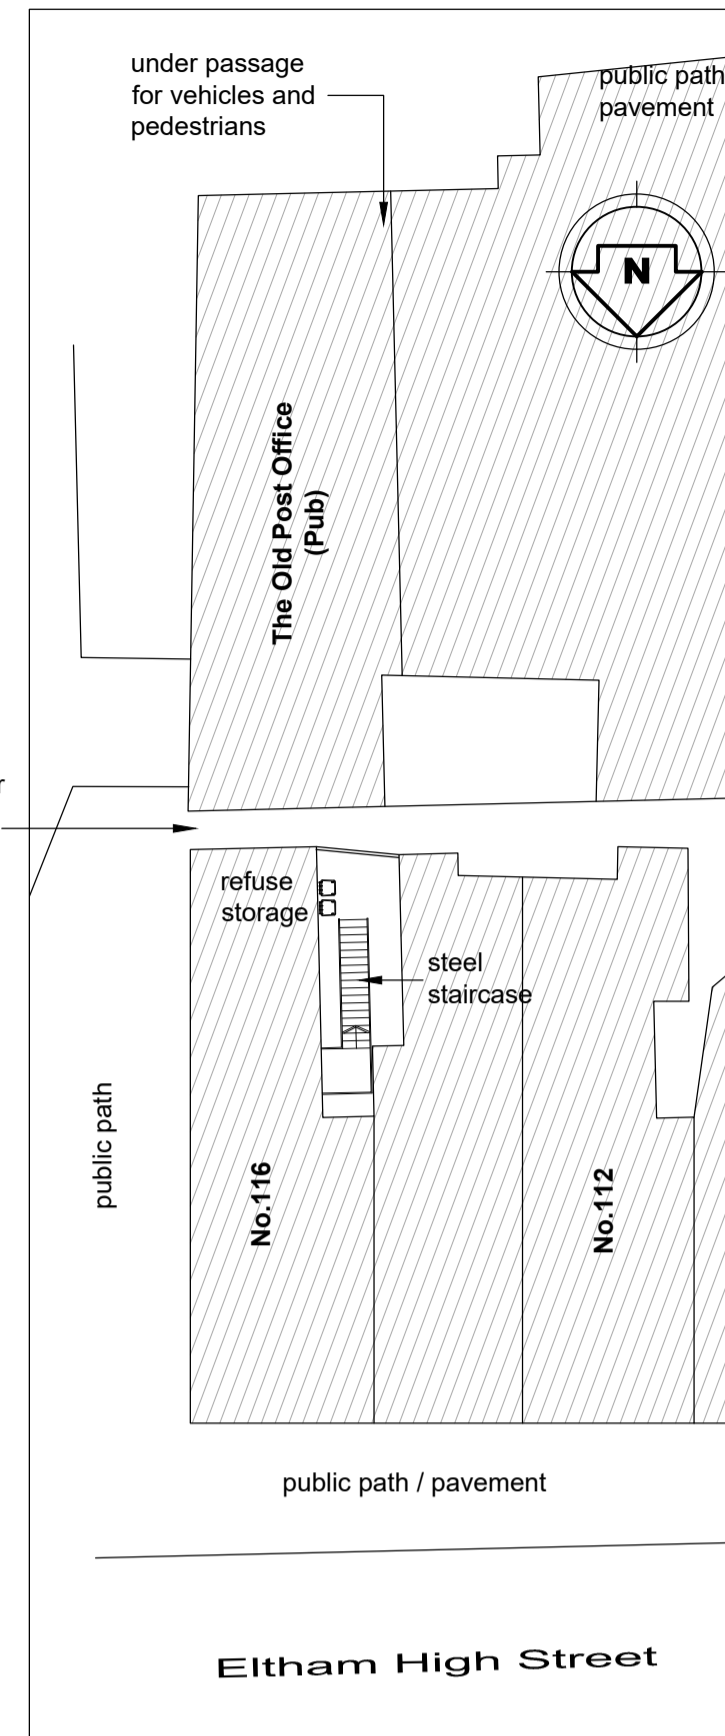 under passage
for vehicles and
pedestrians
public path
pavement
N
The Old Post Office
(Pub)
r
refuse
storage
steel
staircase
public path
No.116
No.112
public path / pavement
Eltham High Street